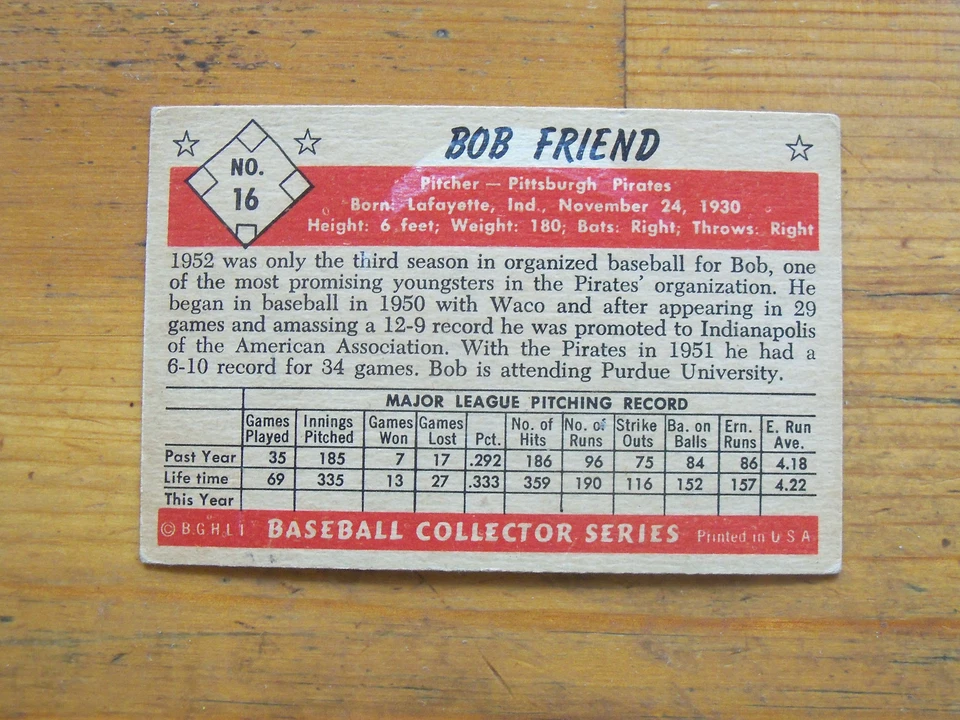 BOB FRIEND
NO.
16
Pitcher — Pittsburgh Pirates
Born: Lafayette, Ind., November 24, 1930
Height: 6 feet; Weight: 180; Bats: Right; Throws: Right
1952 was only the third season in organized baseball for Bob, one
of the most promising youngsters in the Pirates' organization. He
began in baseball in 1950 with Waco and after appearing in 29
games and amassing a 12-9 record he was promoted to Indianapolis
of the American Association. With the Pirates in 1951 he had a
6-10 record for 34 games. Bob is attending Purdue University.
MAJOR LEAGUE PITCHING RECORD
Games Innings Games Games No. of No. of Strike Ba. on Ern. E. Run
Played Pitched Won Lost Pct. Hits Runs Outs Balls Runs Ave.
Past Year 35 185 7 17 .292 186 96 75 84 86 4.18
Life time 69 335 13 27 .333 359 190 116 152 157 4.22
This Year
© B.G.H.L.I. BASEBALL COLLECTOR SERIES Printed in U S A